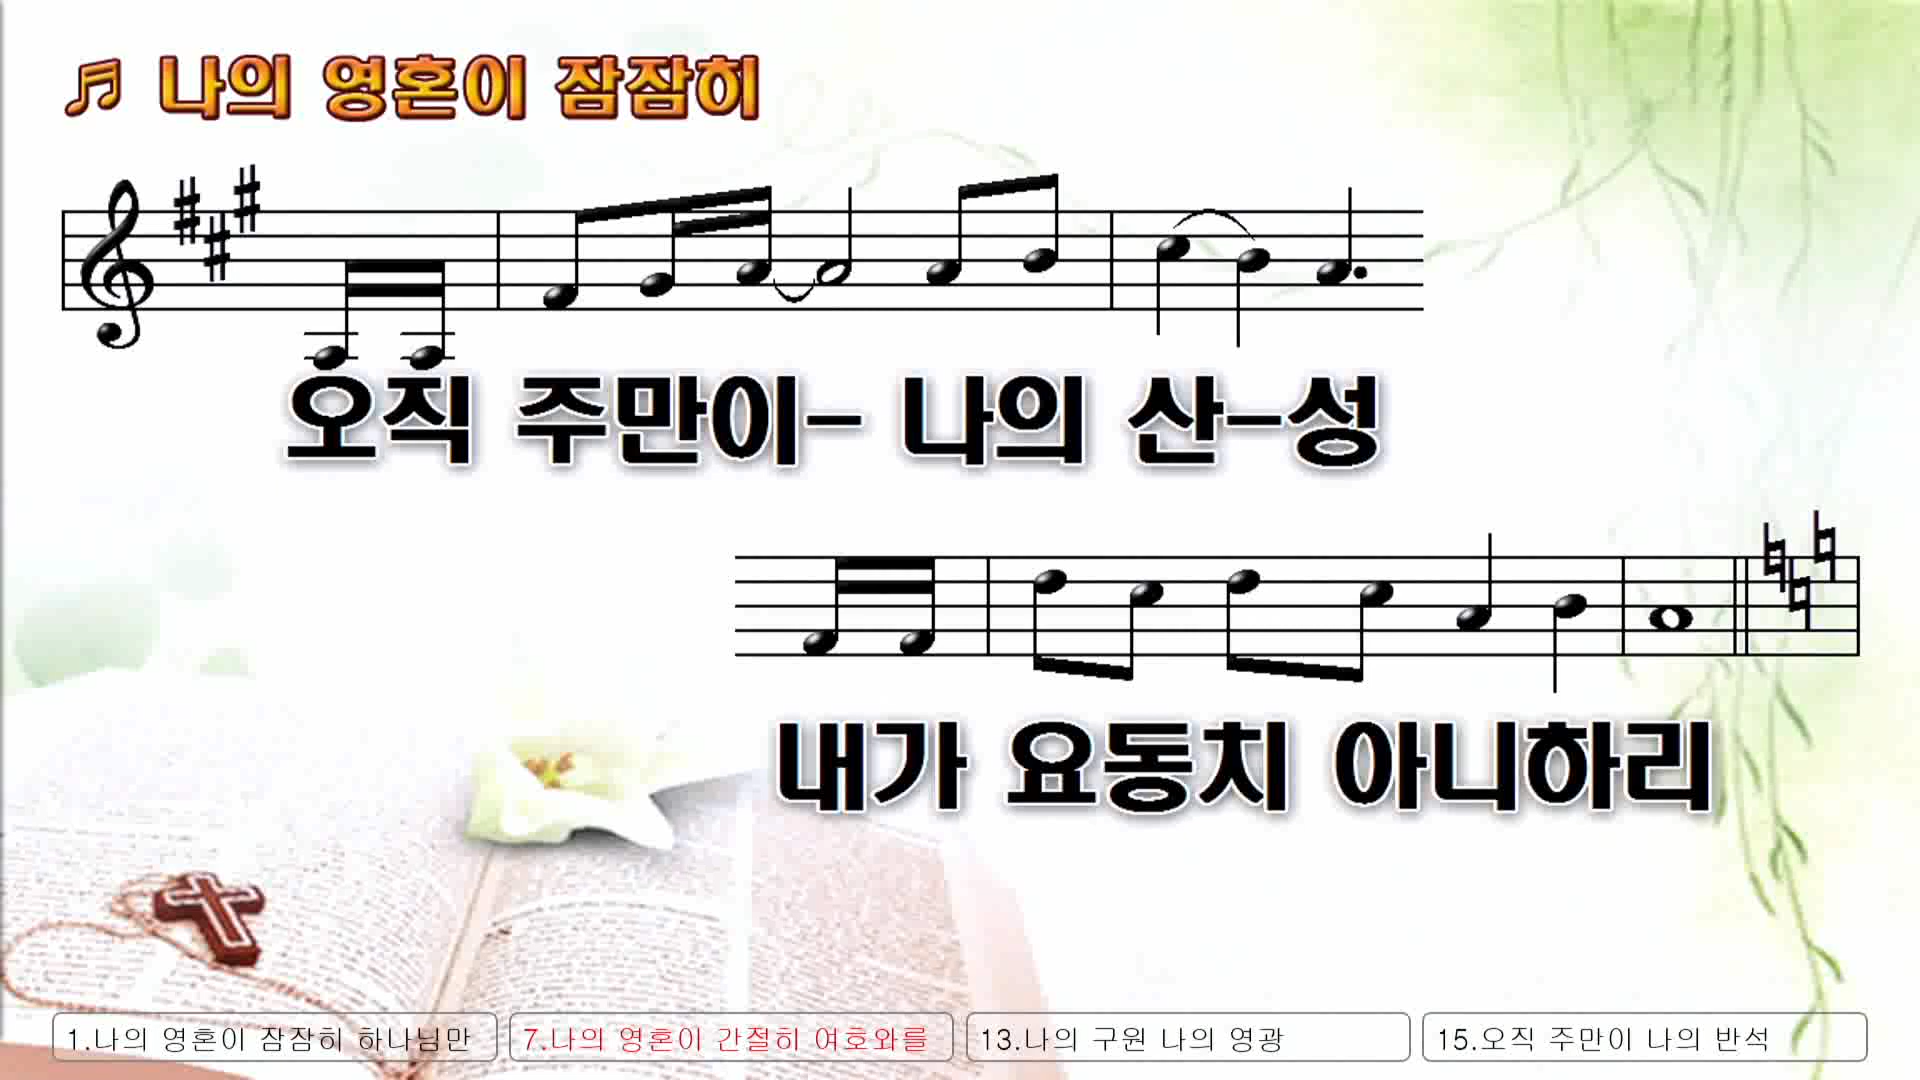 ♬ 나의 영혼이 잠잠히
오직 주만이- 나의 산-성
내가 요동치 아니하리
1.나의 영혼이 잠잠히 하나님만
7.나의 영혼이 간절히 여호와를
13.나의 구원 나의 영광
15.오직 주만이 나의 반석